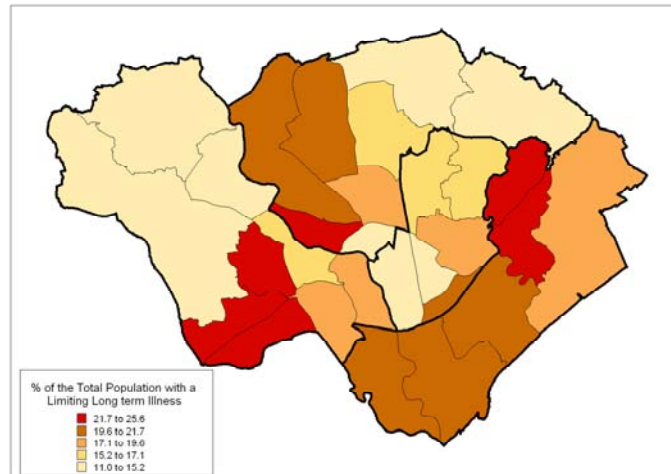 % of the Total Population with a
Limiting Long term Illness
21.7 to 25.6
19.6 to 21.7
17.1 to 19.0
15.2 to 17.1
11.0 to 15.2